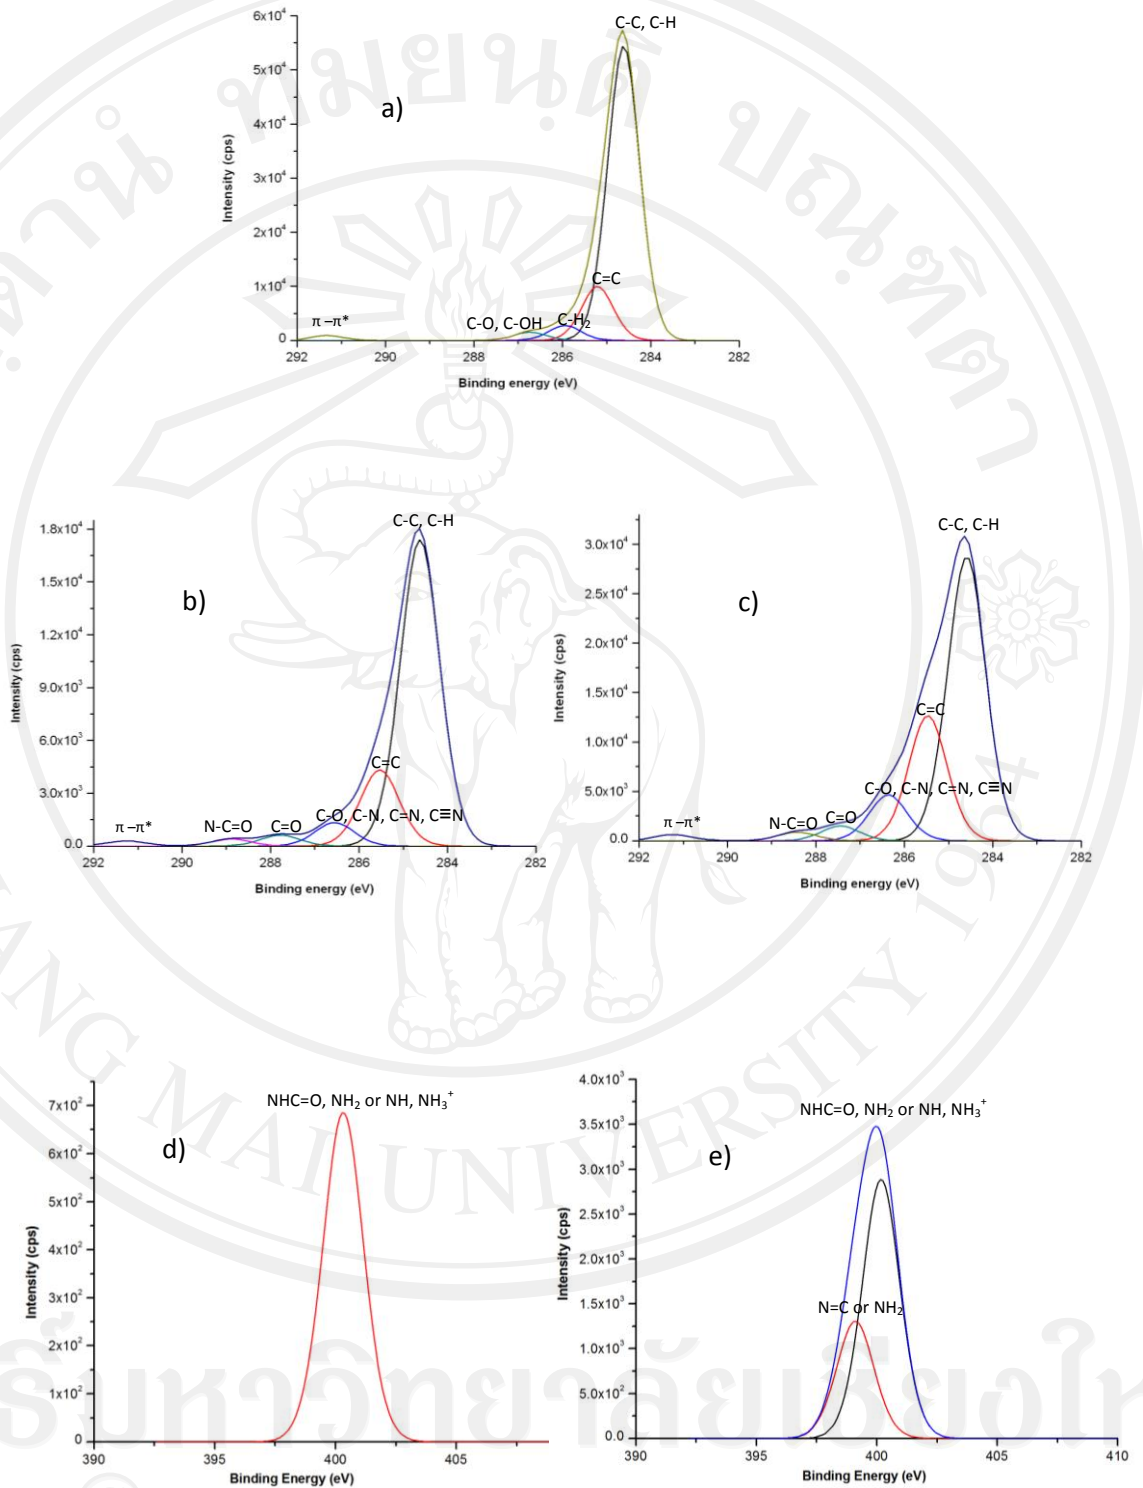 6x10⁴
C-C, C-H
a)
5x10⁴
4x10⁴
3x10⁴
2x10⁴
1x10⁴
0
Intensity (cps)
C=C
C-O, C-OH
C-H₂
π –π*
292 290 288 286 284 282
Binding energy (eV)
C-C, C-H
1.8x10⁴
1.5x10⁴
1.2x10⁴
9.0x10³
6.0x10³
3.0x10³
0.0
Intensity (cps)
b)
C=C
C-O, C-N, C=N, C≡N
π –π*
N-C=O
C=O
292 290 288 286 284 282
Binding energy (eV)
C-C, C-H
3.0x10⁴
2.5x10⁴
2.0x10⁴
1.5x10⁴
1.0x10⁴
5.0x10³
0.0
Intensity (cps)
c)
C=C
C-O, C-N, C=N, C≡N
π –π*
N-C=O
C=O
292 290 288 286 284 282
Binding energy (eV)
7x10²
6x10²
5x10²
4x10²
3x10²
2x10²
1x10²
0
Intensity (cps)
NHC=O, NH₂ or NH, NH₃⁺
d)
390 395 400 405
Binding Energy (eV)
4.0x10³
3.5x10³
3.0x10³
2.5x10³
2.0x10³
1.5x10³
1.0x10³
5.0x10²
0.0
Intensity (cps)
NHC=O, NH₂ or NH, NH₃⁺
e)
N=C or NH₂
390 395 400 405 410
Binding Energy (eV)
ANG MAI UNIVERSITY 1964